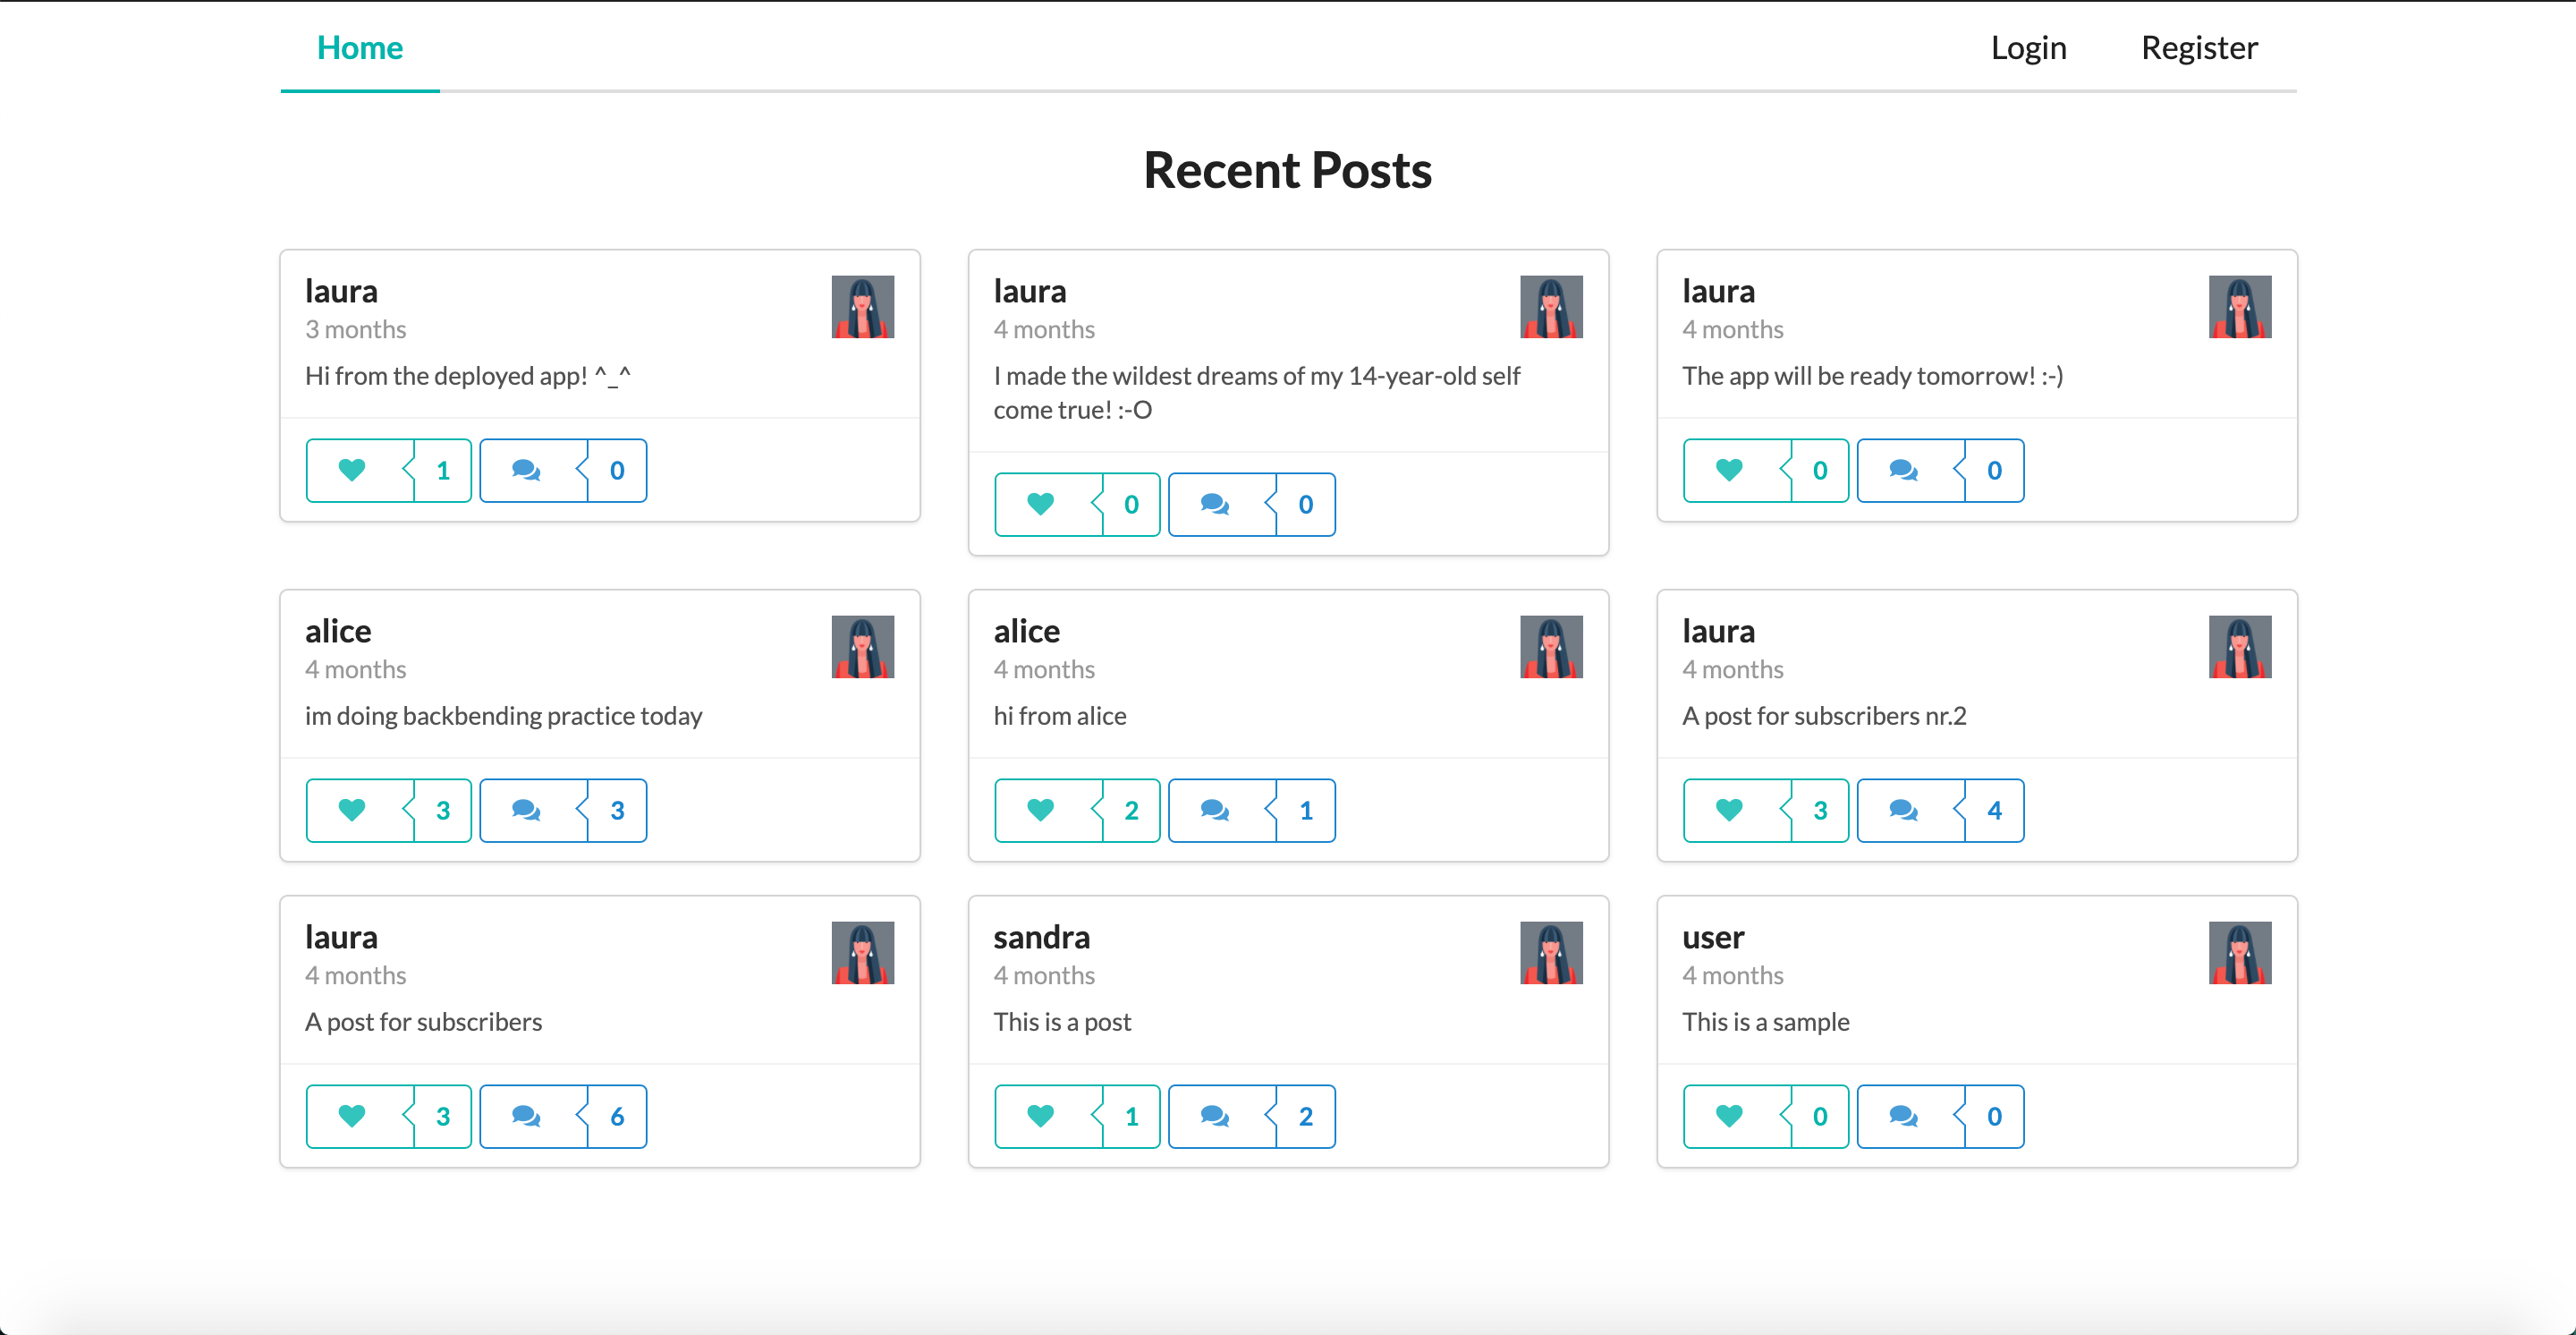 Home
Login
Register
Recent Posts
laura
3 months
Hi from the deployed app! ^_^
1
0
laura
4 months
I made the wildest dreams of my 14-year-old self
come true! :-O
0
0
laura
4 months
The app will be ready tomorrow! :-)
0
0
alice
4 months
im doing backbending practice today
3
3
alice
4 months
hi from alice
2
1
laura
4 months
A post for subscribers nr.2
3
4
laura
4 months
A post for subscribers
3
6
sandra
4 months
This is a post
1
2
user
4 months
This is a sample
0
0